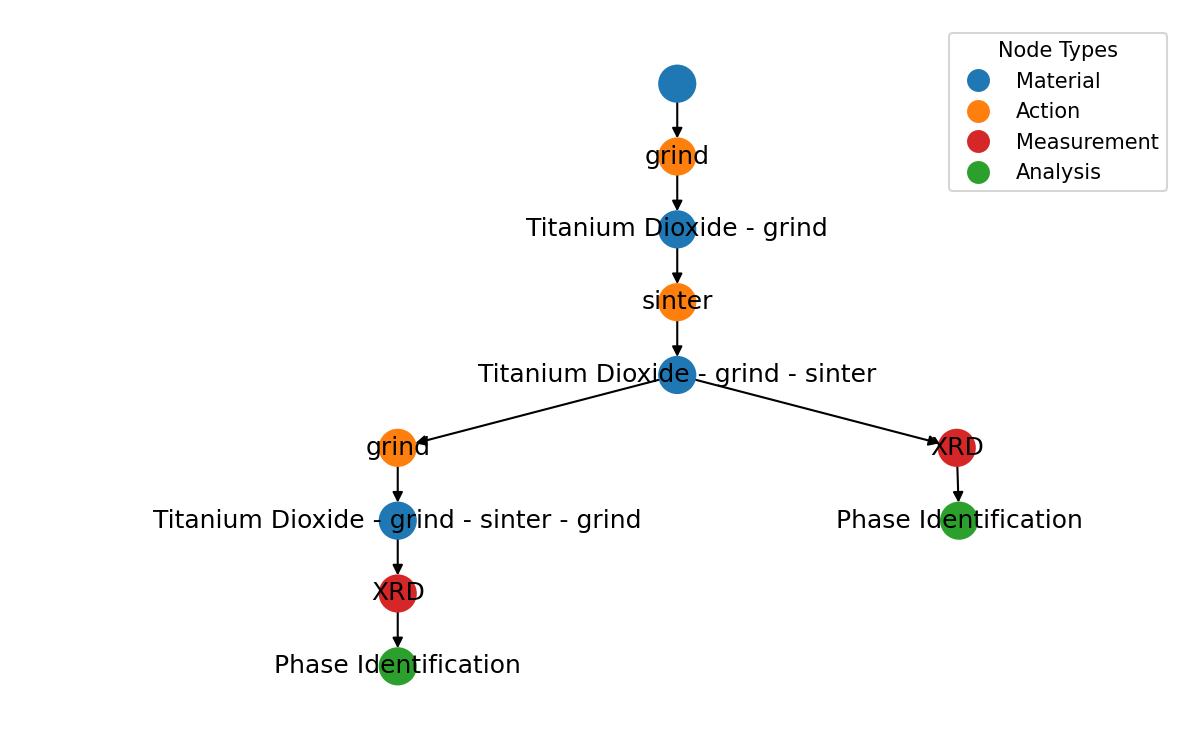 Node Types
Material
Action
Measurement
Analysis
grind
Titanium Dioxide - grind
sinter
Titanium Dioxide - grind - sinter
grind
XRD
Titanium Dioxide - grind - sinter - grind
Phase Identification
XRD
Phase Identification